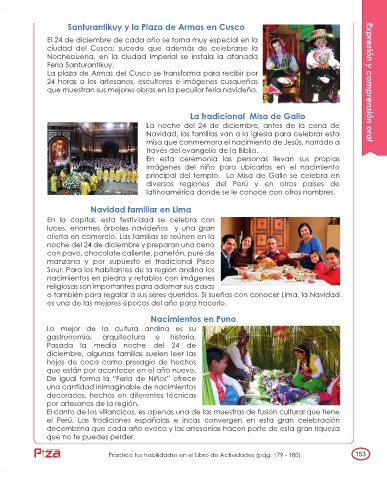 Santurantikuy y la Plaza de Armas en Cusco
El 24 de diciembre de cada año se torna muy especial en la
ciudad del Cusco; sucede que además de celebrarse la
Nochebuena, en la ciudad imperial se instala la afanada
Feria Santurantikuy.
La plaza de Armas del Cusco se transforma para recibir por
24 horas a los artesanos, escultores e imágenes cusqueñas
que muestran sus mejores obras en la peculiar feria navideña.
Expresión y comprensión oral
La tradicional Misa de Gallo
La noche del 24 de diciembre, antes de la cena de
Navidad, las familias van a la iglesia para celebrar esta
misa que conmemora el nacimiento de Jesús, narrado a
través del evangelio de la Biblia.
En esta ceremonia las personas llevan sus propias
imágenes del niño para ubicarlas en el nacimiento
principal del templo. La Misa de Gallo se celebra en
diversas regiones del Perú y en otros países de
latinoamérica donde se le conoce con otros nombres.
Navidad familiar en Lima
En la capital, esta festividad se celebra con
luces, enormes árboles navideños y una gran
oferta en comercio. Las familias se reúnen en la
noche del 24 de diciembre y preparan una cena
con pavo, chocolate caliente, panetón, puré de
manzana y por supuesto el tradicional Pisco
Sour. Para los habitantes de la región andina los
nacimientos en piedra y retablos con imágenes
religiosas son importantes para adornar sus casas
o también para regalar a sus seres queridos. Si sueñas con conocer Lima, la Navidad
es una de las mejores épocas del año para hacerlo.
Nacimientos en Puno
Lo mejor de la cultura andina es su
gastronomía, arquitectura e historia.
Pasada la media noche del 24 de
diciembre, algunas familias suelen leer las
hojas de coca como presagio de hechos
que están por acontecer en el año nuevo.
De igual forma la "Feria de Niños" ofrece
una cantidad inimaginable de nacimientos
decorados, hechos en diferentes técnicas
por artesanos de la región.
El canto de los villancicos, es apenas una de las muestras de fusión cultural que tiene
el Perú. Las tradiciones españolas e incas convergen en esta gran celebración
decembrina que cada año evoca y las artesanías hacen parte de esta gran riqueza
que no te puedes perder.
Practica tus habilidades en el Libro de Actividades (pág. 179 - 180)
153